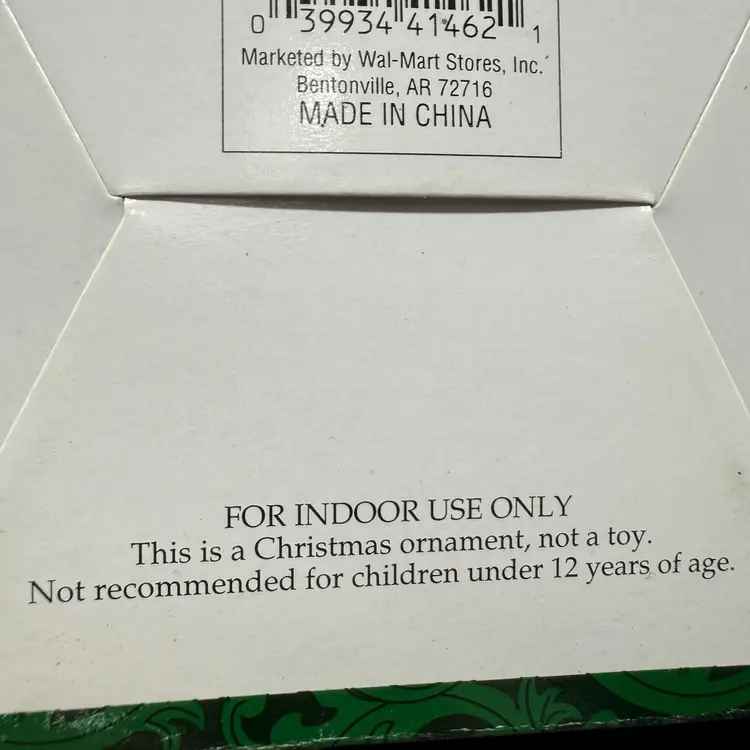 0 39934 41462 1
Marketed by Wal-Mart Stores, Inc.
Bentonville, AR 72716
MADE IN CHINA
FOR INDOOR USE ONLY
This is a Christmas ornament, not a toy.
Not recommended for children under 12 years of age.